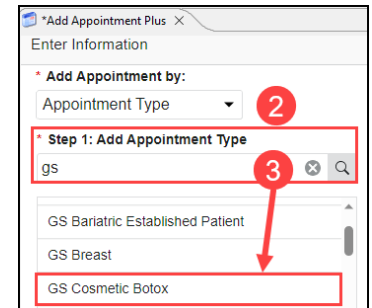 *Add Appointment Plus
Enter Information
* Add Appointment by:
Appointment Type
2
* Step 1: Add Appointment Type
gs
3
GS Bariatric Established Patient
GS Breast
GS Cosmetic Botox